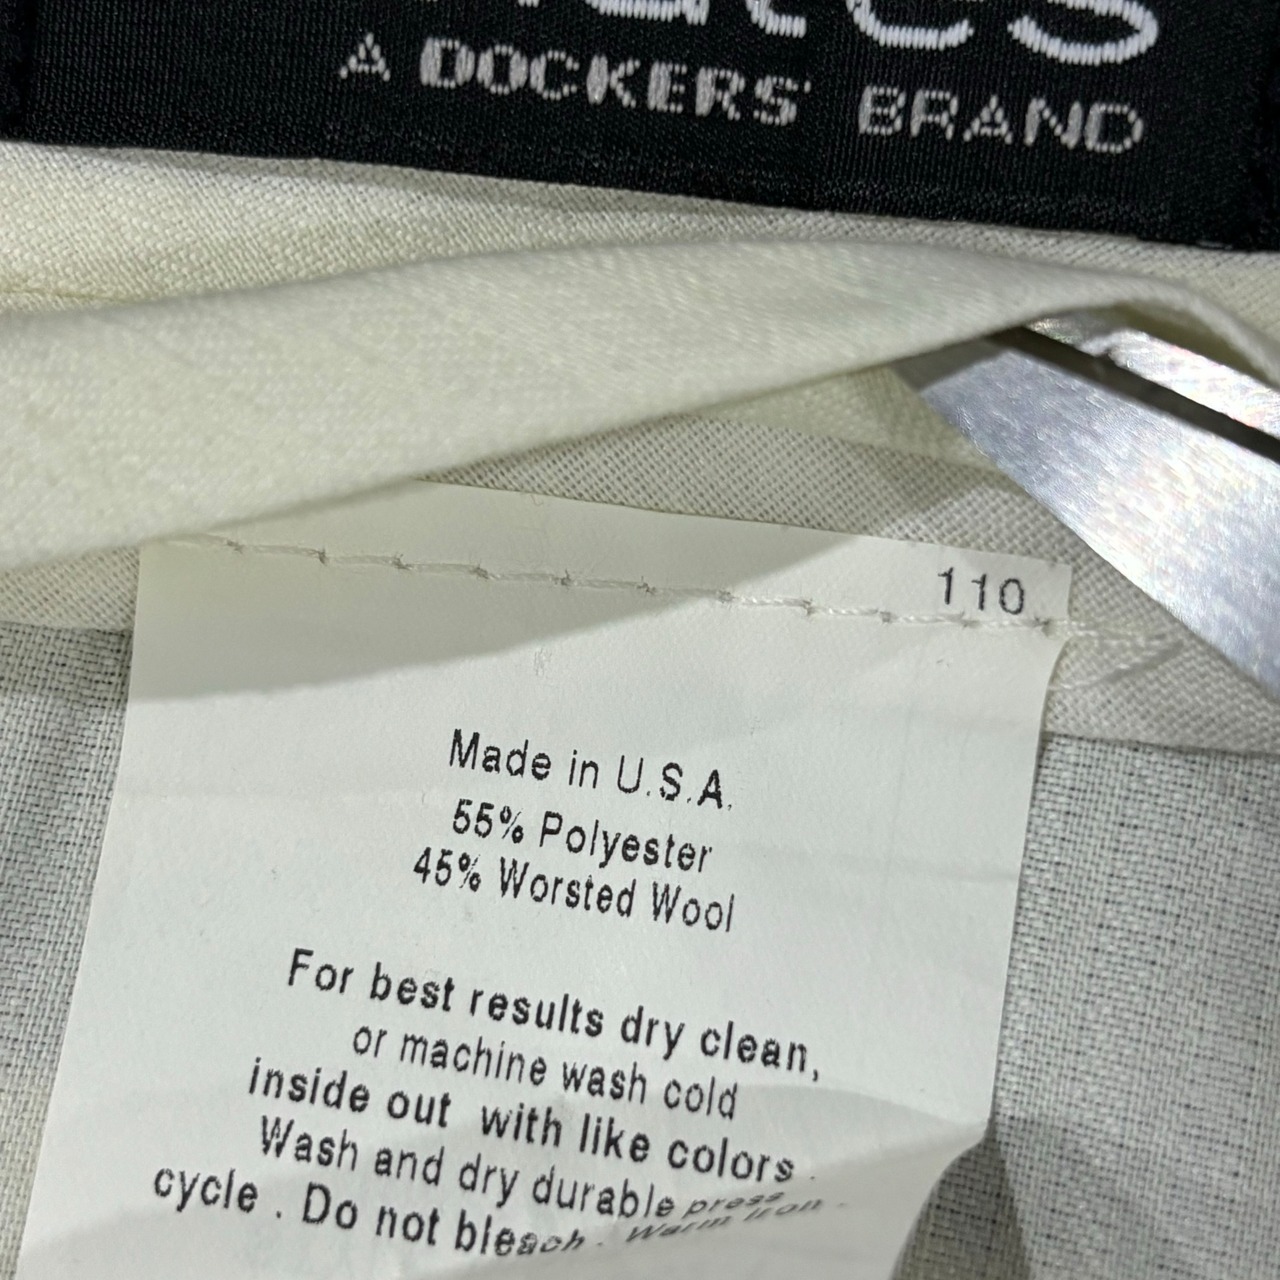 A DOCKERS' BRAND
110
Made in U.S.A.
55% Polyester
45% Worsted Wool
For best results dry clean,
or machine wash cold
inside out with like colors .
Wash and dry durable press
cycle . Do not bleach . Warm iron .